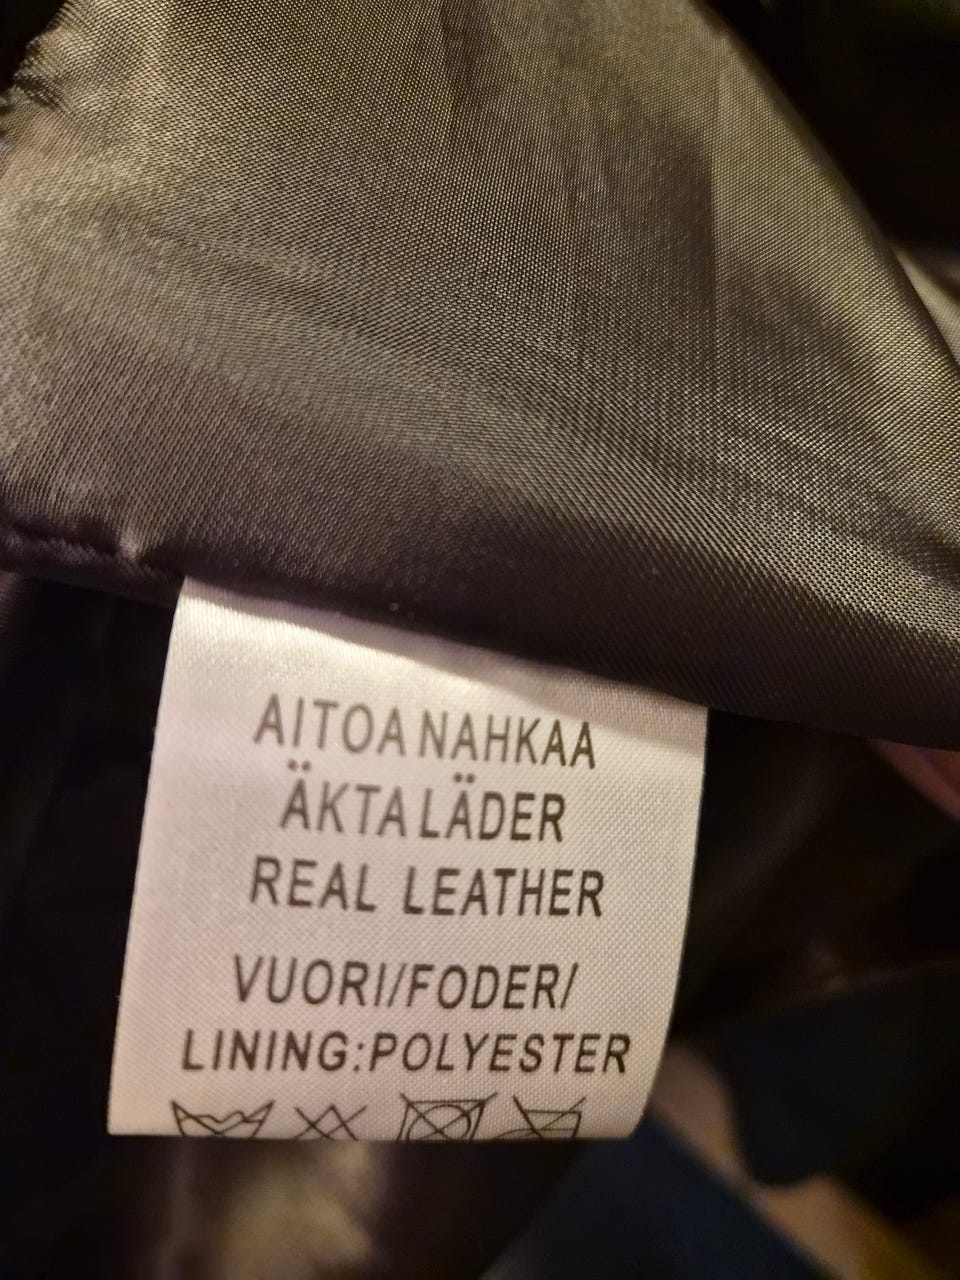 AITOA NAHKAA
ÄKTA LÄDER
REAL LEATHER
VUORI/FODER/
LINING:POLYESTER